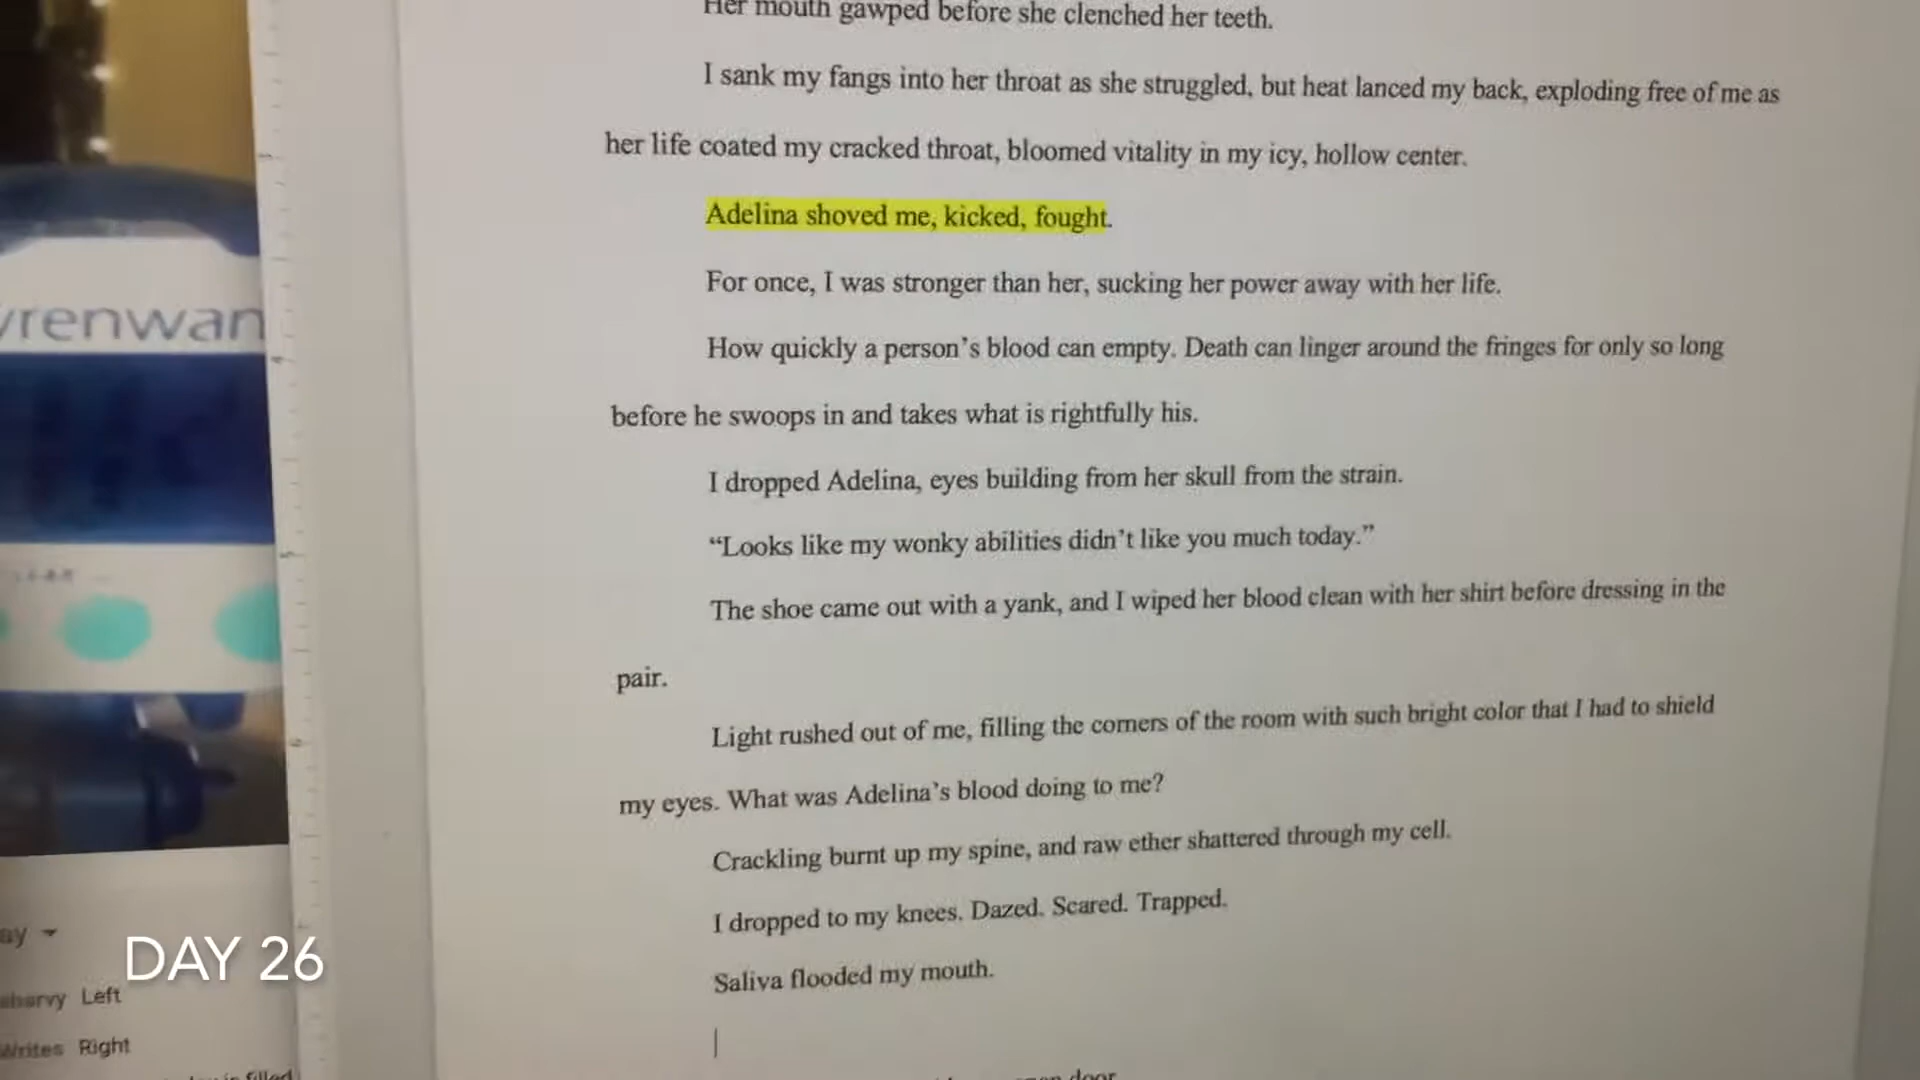 Her mouth gawped before she clenched her teeth.
I sank my fangs into her throat as she struggled, but heat lanced my back, exploding free of me as
her life coated my cracked throat, bloomed vitality in my icy, hollow center.
Adelina shoved me, kicked, fought.
For once, I was stronger than her, sucking her power away with her life.
How quickly a person’s blood can empty. Death can linger around the fringes for only so long
before he swoops in and takes what is rightfully his.
I dropped Adelina, eyes building from her skull from the strain.
“Looks like my wonky abilities didn’t like you much today.”
The shoe came out with a yank, and I wiped her blood clean with her shirt before dressing in the
pair.
Light rushed out of me, filling the corners of the room with such bright color that I had to shield
my eyes. What was Adelina’s blood doing to me?
Crackling burnt up my spine, and raw ether shattered through my cell.
I dropped to my knees. Dazed. Scared. Trapped.
Saliva flooded my mouth.
door
yrenwan
ay
DAY 26
Left
Writes Right
filled